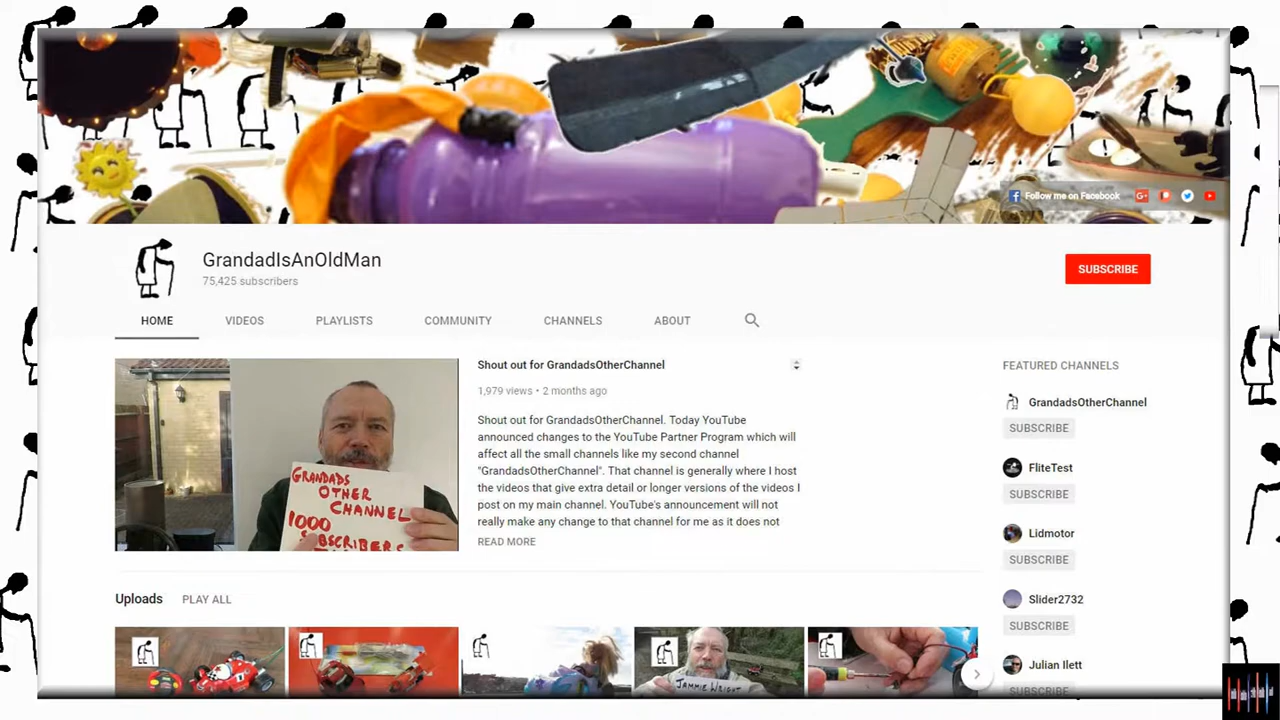 Follow me on Facebook
GrandadIsAnOldMan
75,425 subscribers
SUBSCRIBE
HOME VIDEOS PLAYLISTS COMMUNITY CHANNELS ABOUT
GRANDADS
OTHER
CHANNEL
1000
SUBSCRIBERS
Shout out for GrandadsOtherChannel
1,979 views • 2 months ago
Shout out for GrandadsOtherChannel. Today YouTube
announced changes to the YouTube Partner Program which will
affect all the small channels like my second channel
"GrandadsOtherChannel". That channel is generally where I host
the videos that give extra detail or longer versions of the videos I
post on my main channel. YouTube's announcement will not
really make any change to that channel for me as it does not
READ MORE
FEATURED CHANNELS
GrandadsOtherChannel
SUBSCRIBE
FliteTest
SUBSCRIBE
Lidmotor
SUBSCRIBE
Slider2732
SUBSCRIBE
Julian Ilett
SUBSCRIBE
Uploads PLAY ALL
JAMMIE WRIGHT